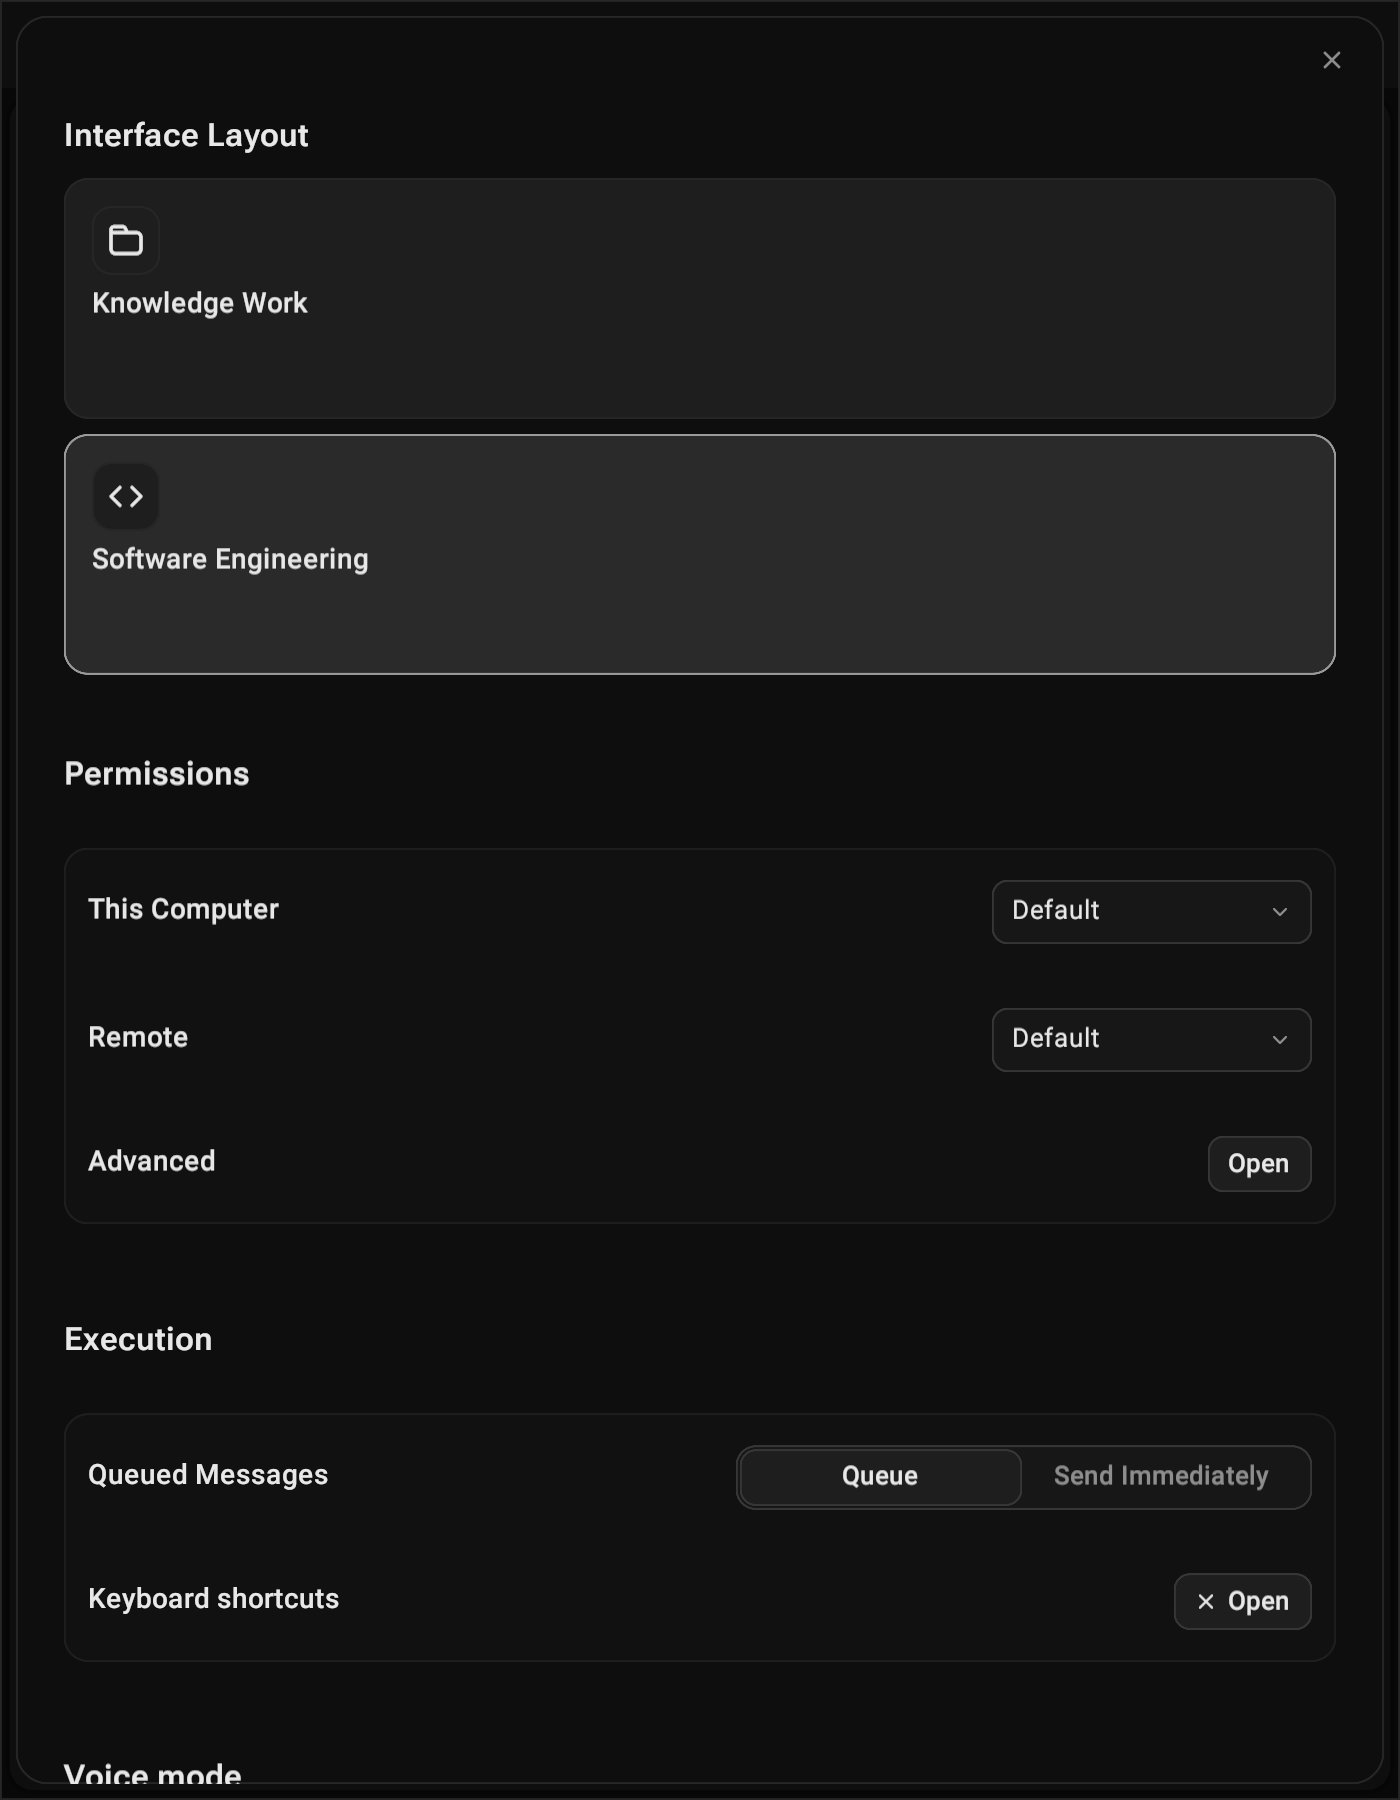 Interface Layout
Knowledge Work
Software Engineering
Permissions
This Computer
Default
Remote
Default
Advanced
Open
Execution
Queued Messages
Queue
Send Immediately
Keyboard shortcuts
Open
Voice mode